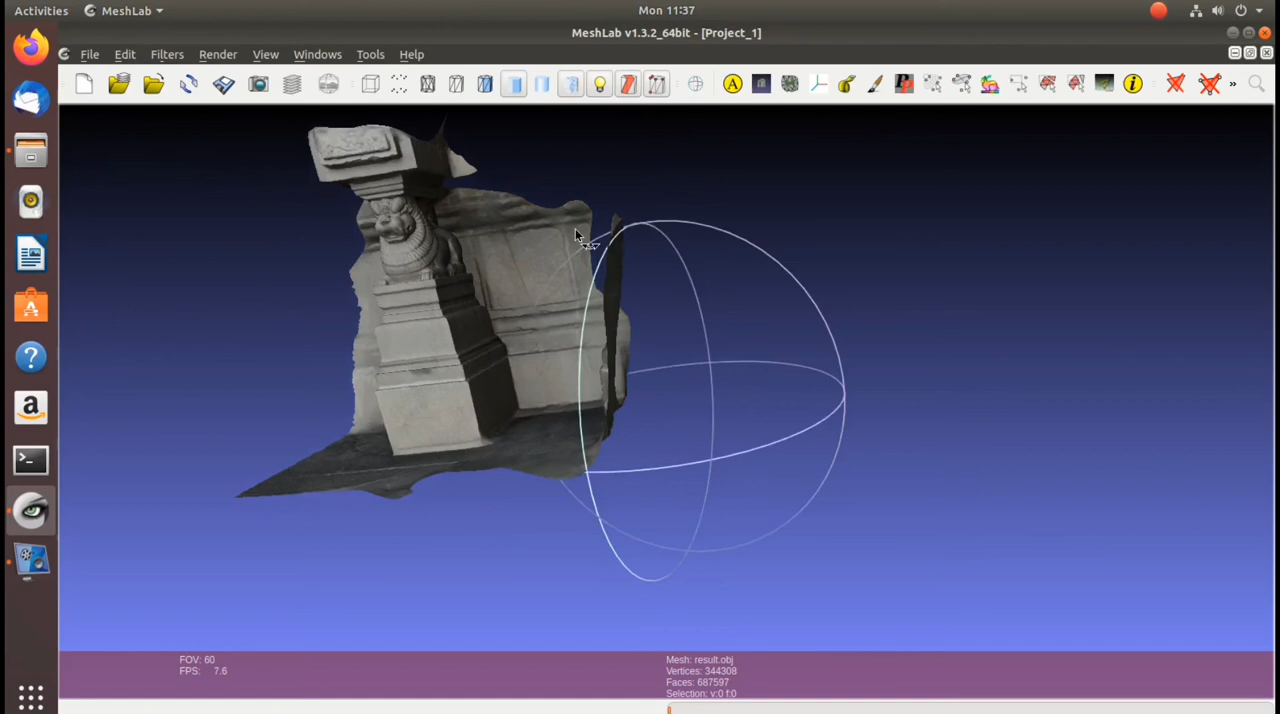 Activities MeshLab Mon 11:37
MeshLab v1.3.2_64bit - [Project_1]
File Edit Filters Render View Windows Tools Help
A i »
FOV: 60
FPS: 7.6
Mesh: result.obj
Vertices: 344308
Faces: 687597
Selection: v:0 f:0